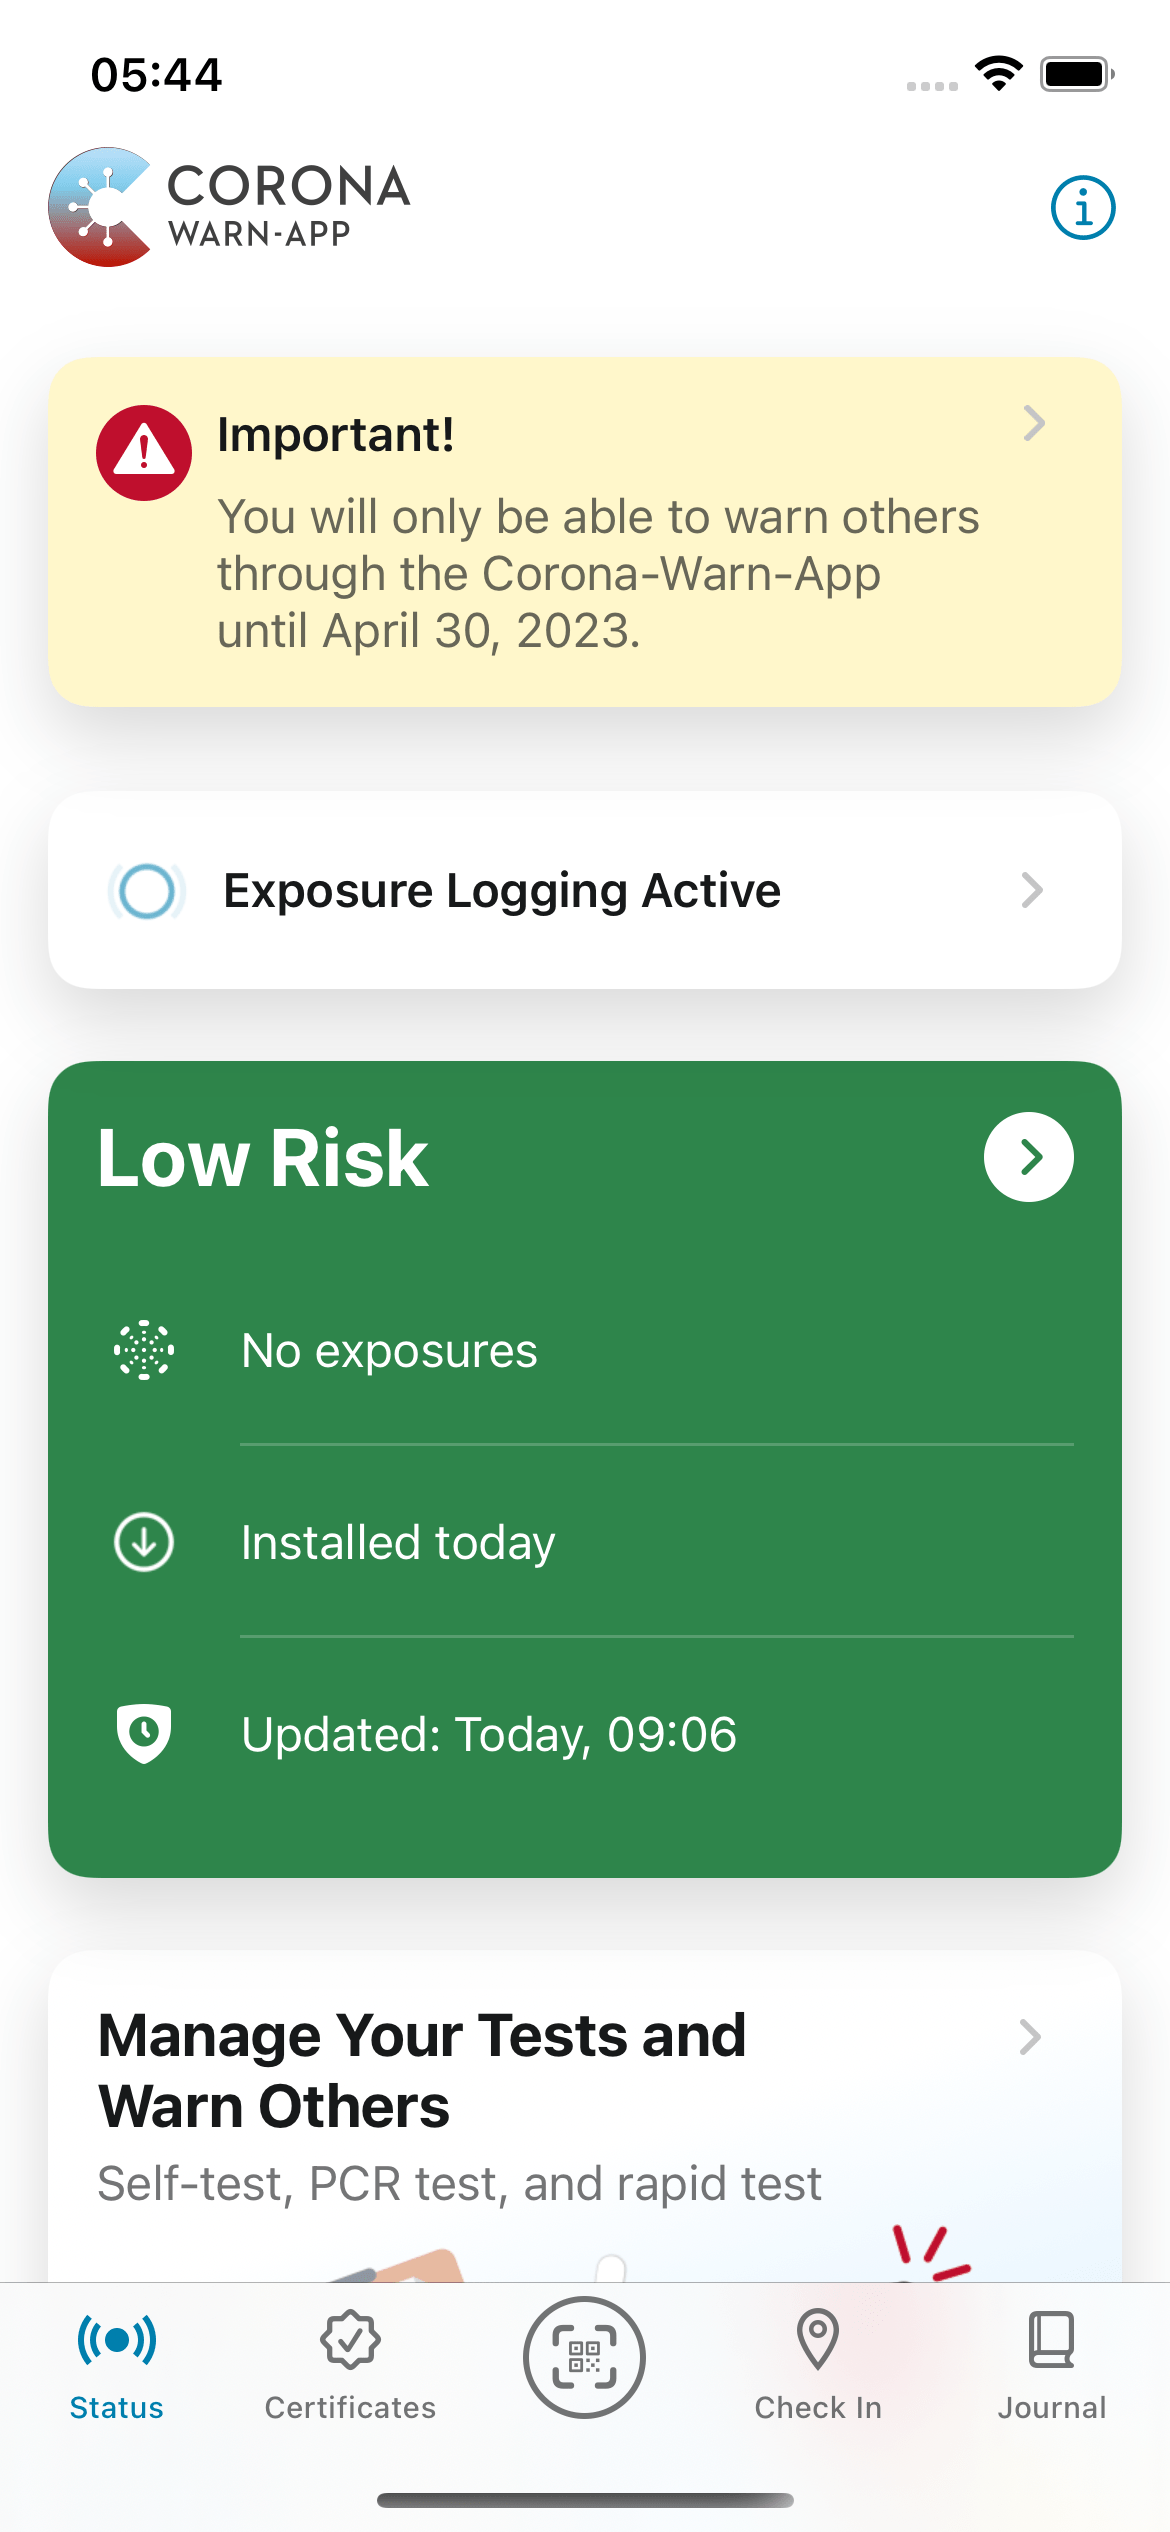 05:44
CORONA
WARN-APP
Important!
You will only be able to warn others
through the Corona-Warn-App
until April 30, 2023.
Exposure Logging Active
Low Risk
No exposures
Installed today
Updated: Today, 09:06
Manage Your Tests and
Warn Others
Self-test, PCR test, and rapid test
Status
Certificates
Check In
Journal